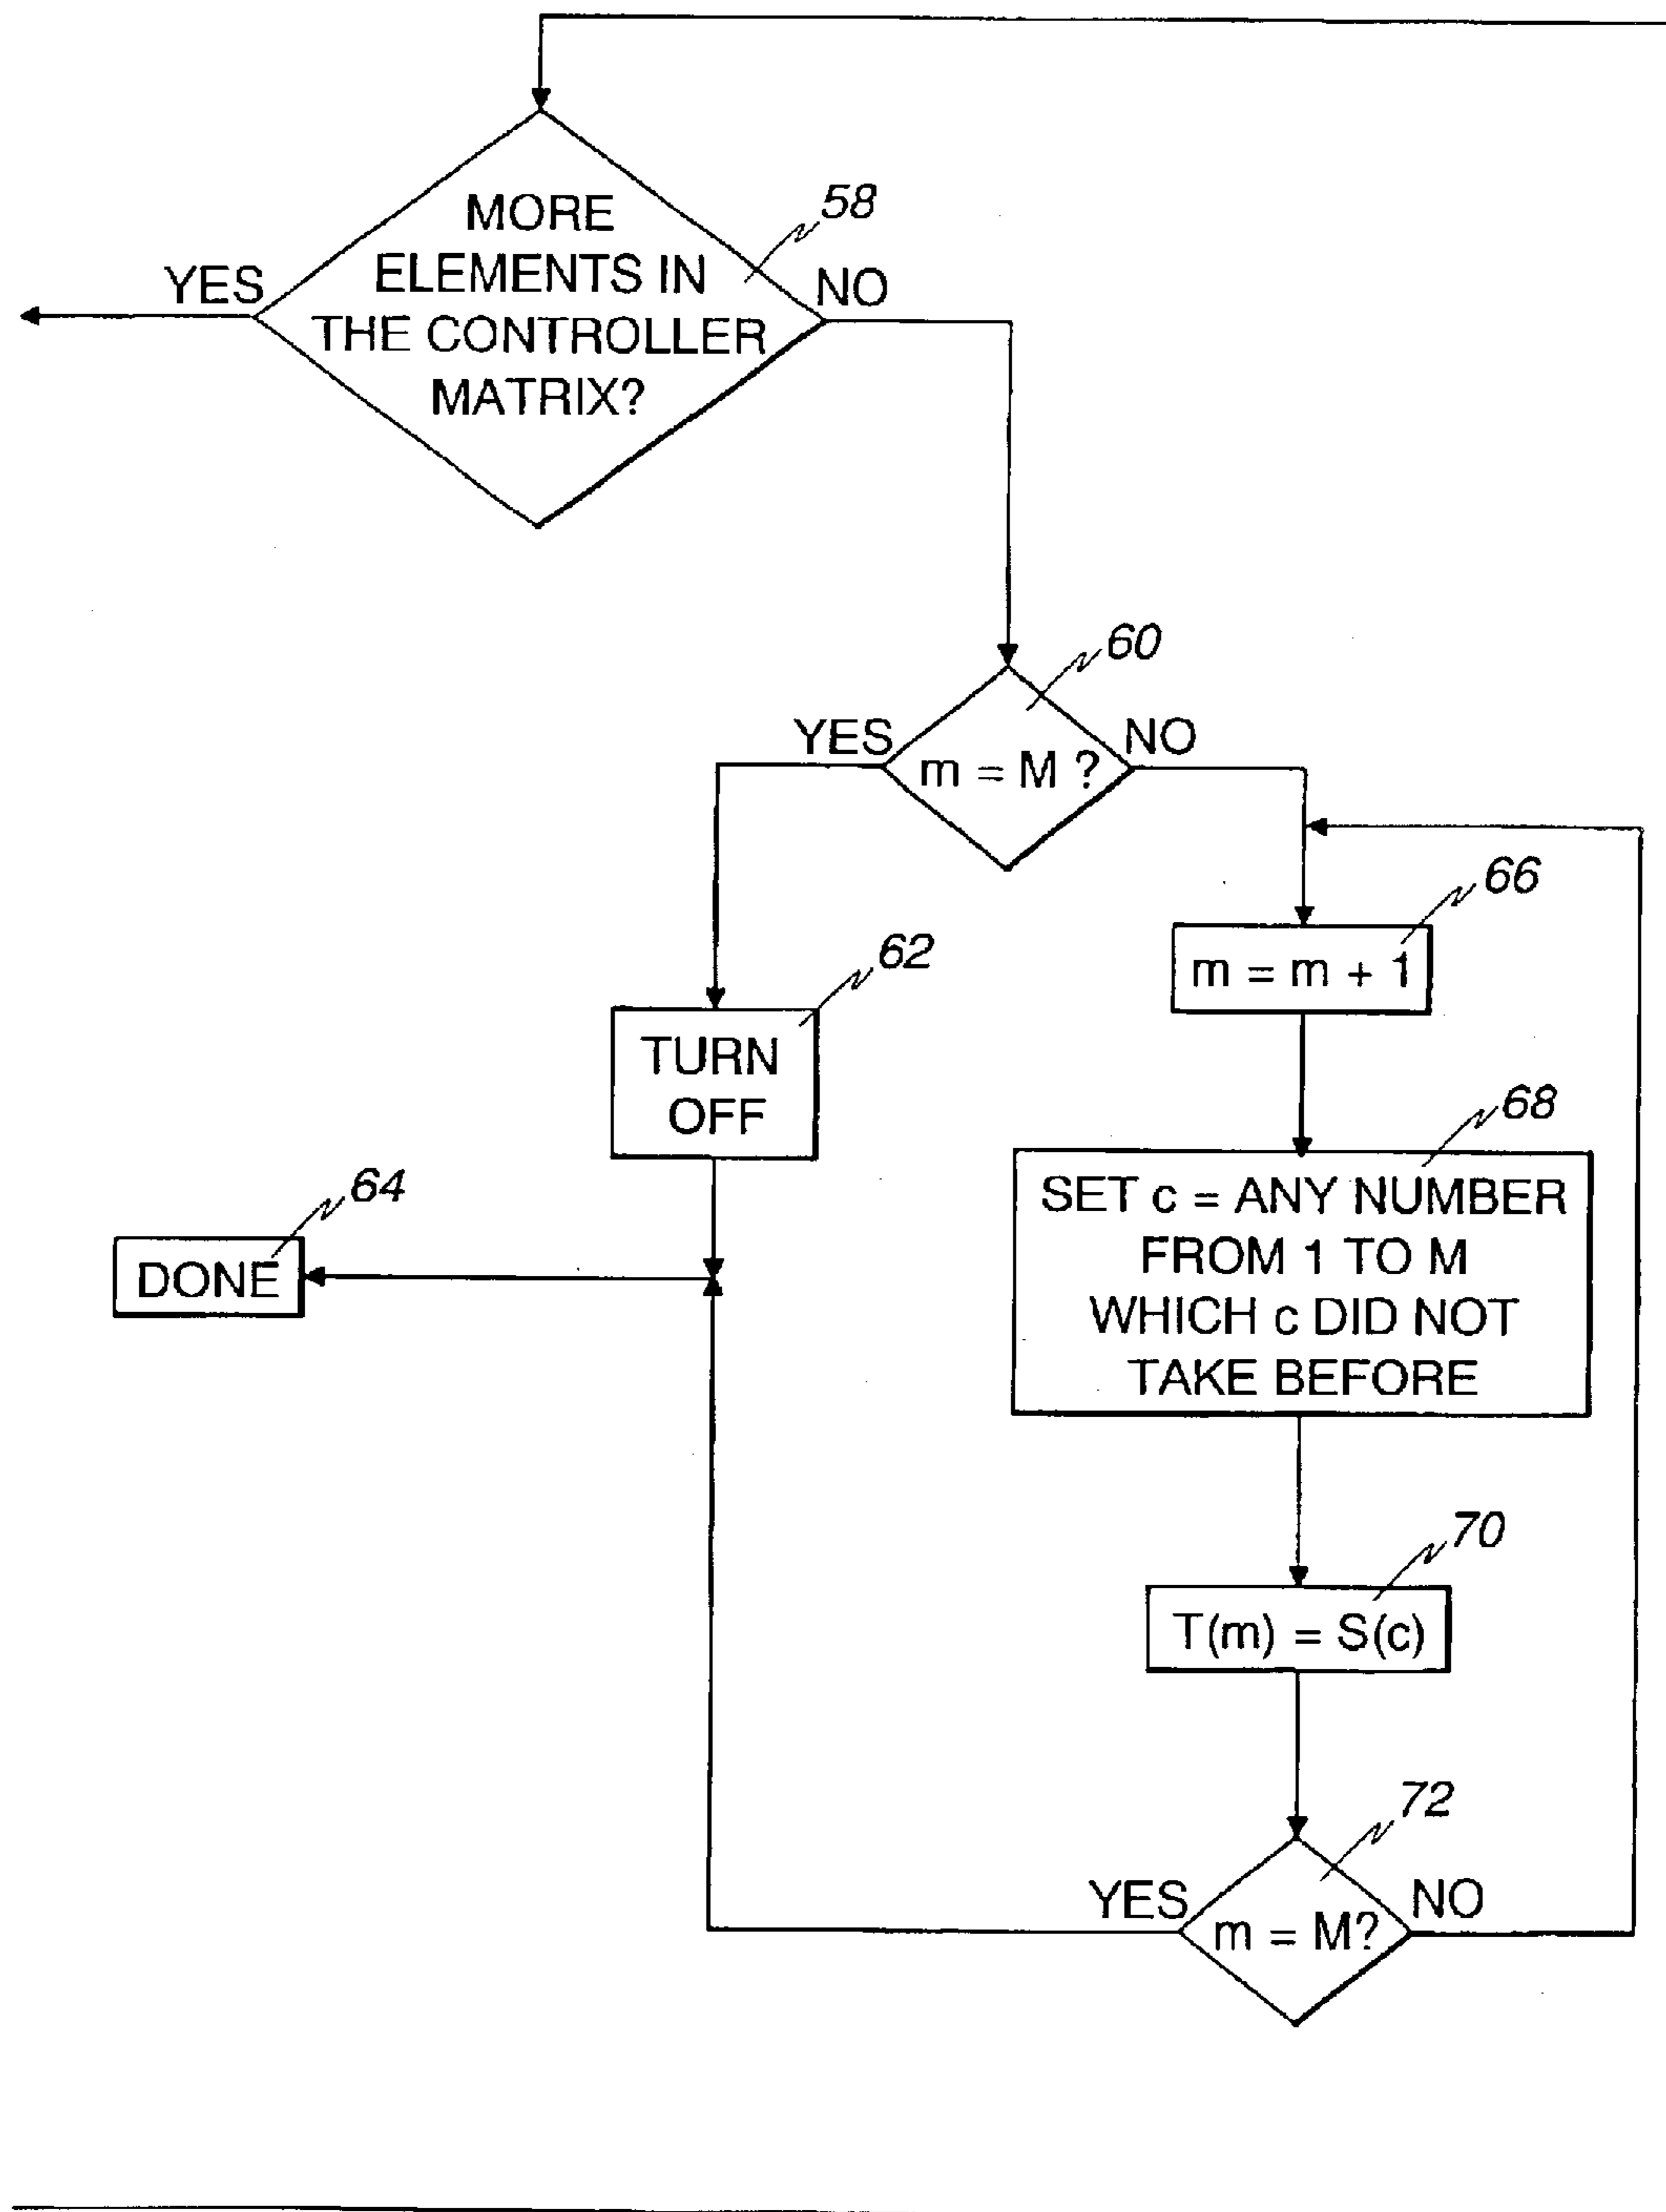 58
MORE
ELEMENTS IN
THE CONTROLLER
MATRIX?
YES
NO
60
YES
NO
m = M ?
66
m = m + 1
62
TURN
OFF
68
SET c = ANY NUMBER
FROM 1 TO M
WHICH c DID NOT
TAKE BEFORE
64
DONE
70
T(m) = S(c)
72
YES
NO
m = M?